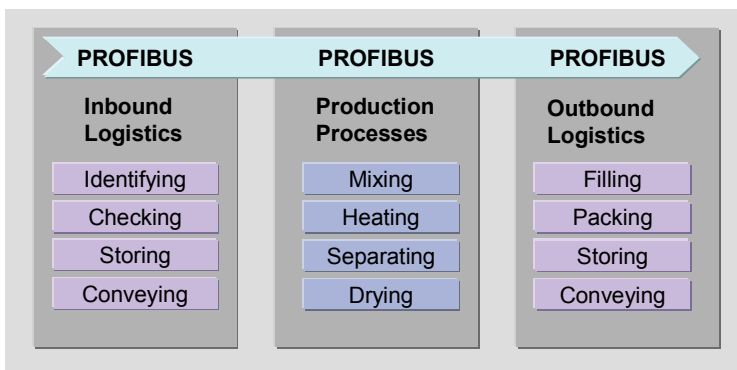 PROFIBUS PROFIBUS PROFIBUS
Inbound
Logistics
Identifying
Checking
Storing
Conveying
Production
Processes
Mixing
Heating
Separating
Drying
Outbound
Logistics
Filling
Packing
Storing
Conveying